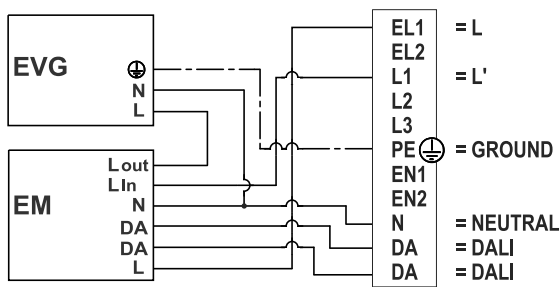 EVG
N
L
EM
Lout
LIn
N
DA
DA
L
EL1 = L
EL2
L1 = L'
L2
L3
PE = GROUND
EN1
EN2
N = NEUTRAL
DA = DALI
DA = DALI